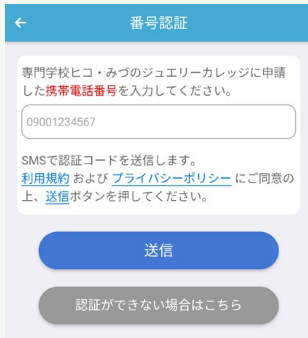 番号認証
専門学校ヒコ・みづのジュエリーカレッジに申請
した携帯電話番号を入力してください。
09001234567
SMSで認証コードを送信します。
利用規約 および プライバシーポリシー にご同意の
上、送信ボタンを押してください。
送信
認証ができない場合はこちら